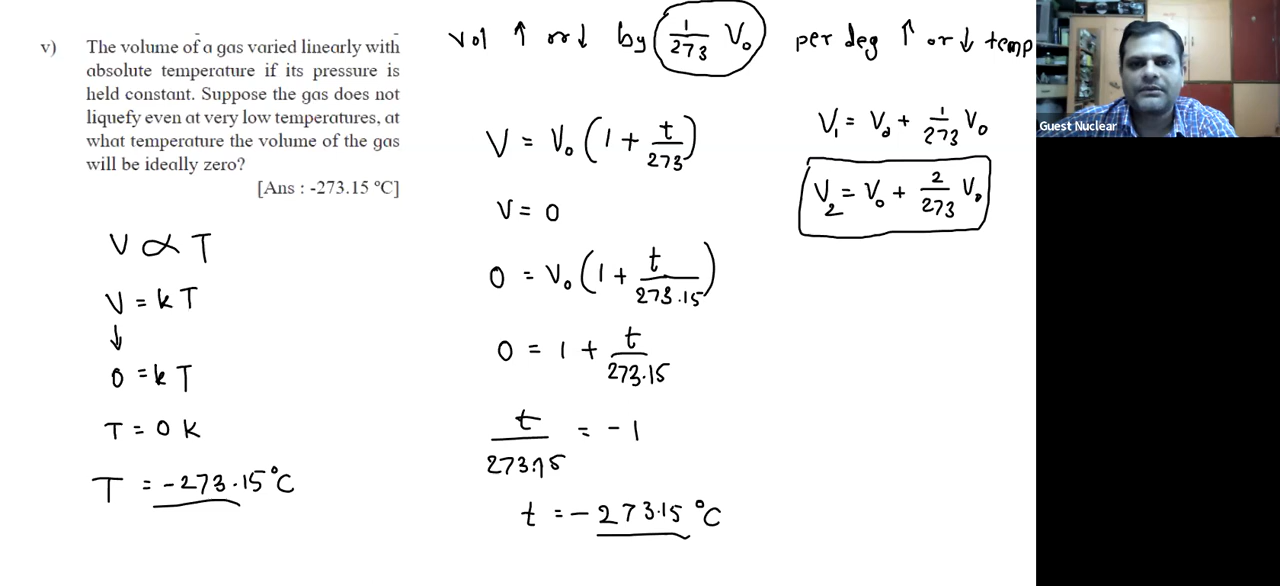 v) The volume of a gas varied linearly with
absolute temperature if its pressure is
held constant. Suppose the gas does not
liquefy even at very low temperatures, at
what temperature the volume of the gas
will be ideally zero?
[Ans : -273.15 °C]
V ∝ T
V = kT
↓
0 = kT
T = 0 K
T = -273.15°C
Vol ↑ or ↓ by 1/273 V₀ per deg ↑ or ↓ temp
V = V₀ (1 + t/273)
V = 0
0 = V₀ (1 + t/273.15)
0 = 1 + t/273.15
t/273.15 = -1
t = -273.15 °C
V₁ = V₀ + 1/273 V₀
V₂ = V₀ + 2/273 V₀
Guest Nuclear